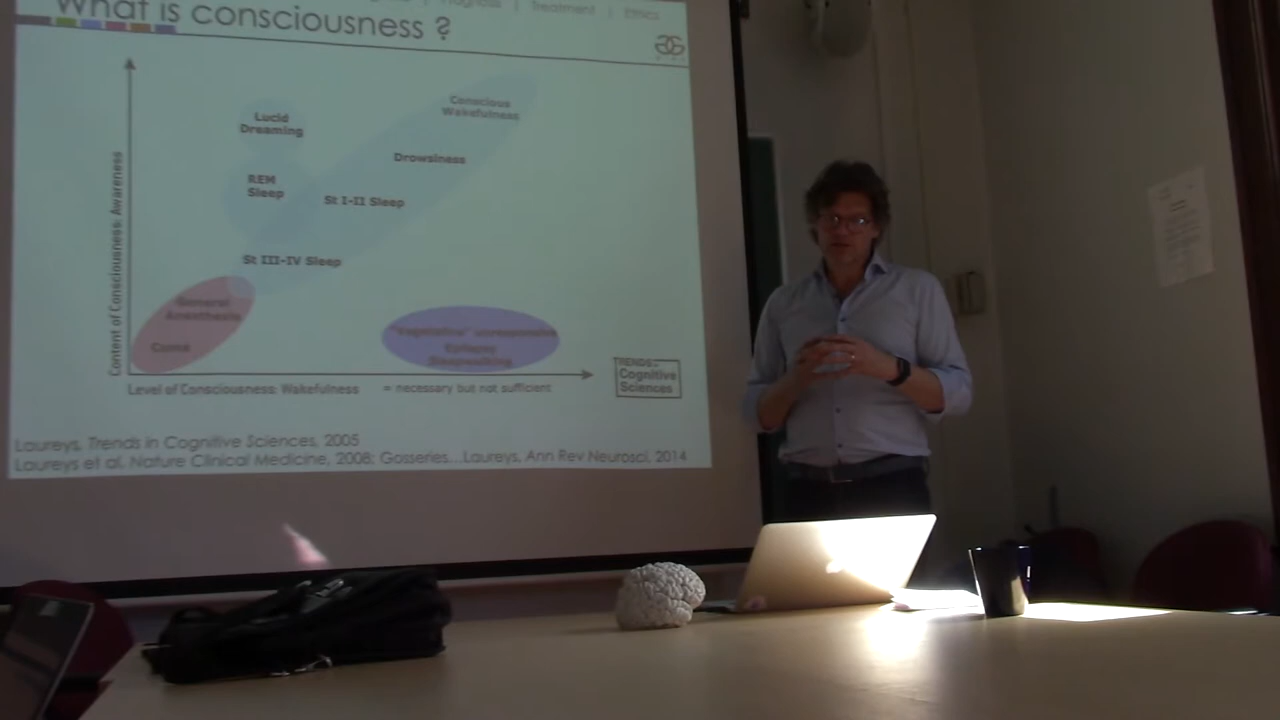 | Diagnosis | Treatment | Ethics
What is consciousness ?
Content of Consciousness: Awareness
Lucid
Dreaming
Conscious
Wakefulness
Drowsiness
REM
Sleep
St I-II Sleep
St III-IV Sleep
General
Anesthesia
Coma
"Vegetative"
Epilepsy
Sleepwalking
TRENDS in
Cognitive
Sciences
Level of Consciousness: Wakefulness = necessary but not sufficient
Laureys, Trends in Cognitive Sciences, 2005
Laureys et al, Nature Clinical Medicine, 2008; Gosseries...Laureys, Ann Rev Neurosci, 2014